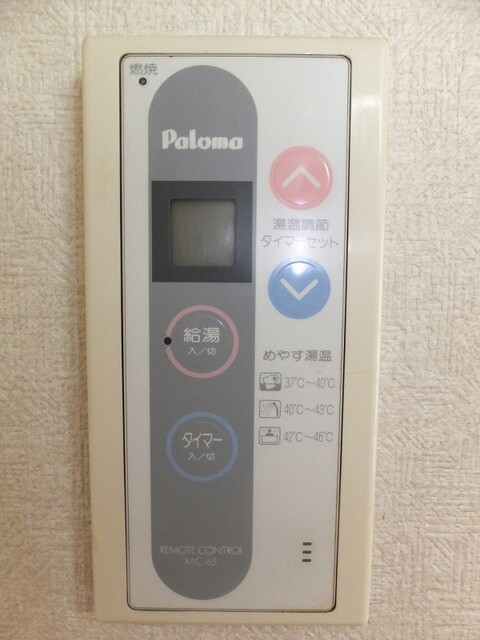 燃焼
Paloma
湯温調節
タイマーセット
給湯
入／切
めやす湯温
37℃～40℃
40℃～43℃
42℃～46℃
タイマー
入／切
REMOTE CONTROL
MC 65